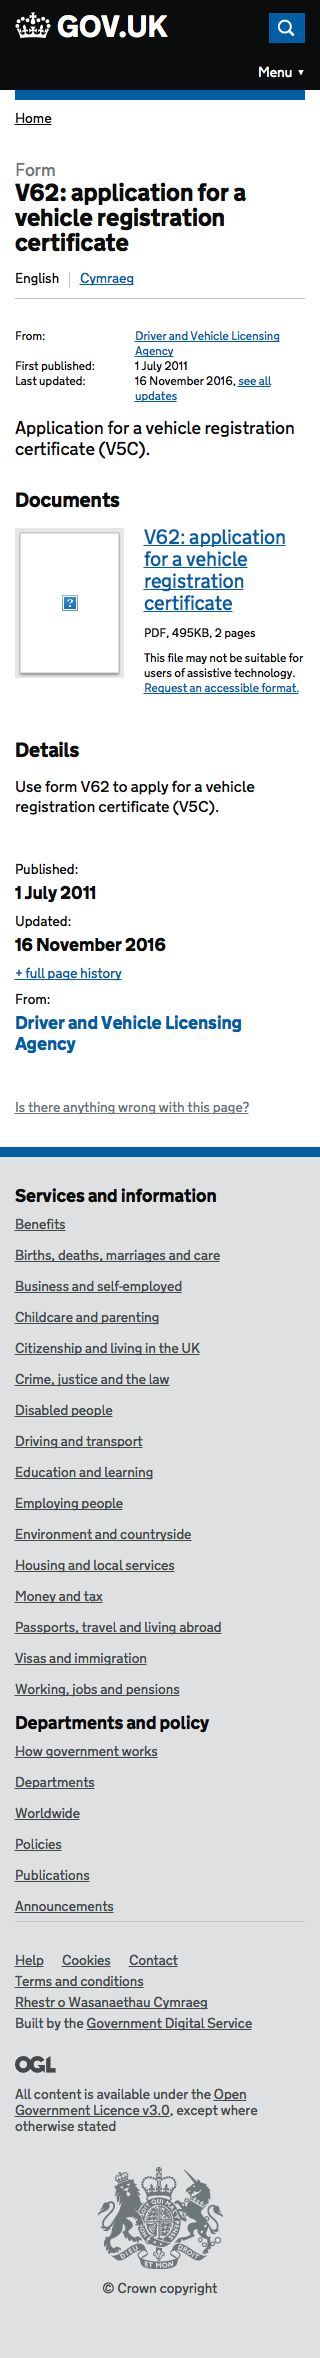 GOV.UK
Menu ▼
Home
Form
V62: application for a
vehicle registration
certificate
English
Cymraeg
From:
Driver and Vehicle Licensing
Agency
First published:
1 July 2011
Last updated:
16 November 2016, see all
updates
Application for a vehicle registration
certificate (V5C).
Documents
V62: application
for a vehicle
registration
certificate
PDF, 495KB, 2 pages
This file may not be suitable for
users of assistive technology.
Request an accessible format.
Details
Use form V62 to apply for a vehicle
registration certificate (V5C).
Published:
1 July 2011
Updated:
16 November 2016
+ full page history
From:
Driver and Vehicle Licensing
Agency
Is there anything wrong with this page?
Services and information
Benefits
Births, deaths, marriages and care
Business and self-employed
Childcare and parenting
Citizenship and living in the UK
Crime, justice and the law
Disabled people
Driving and transport
Education and learning
Employing people
Environment and countryside
Housing and local services
Money and tax
Passports, travel and living abroad
Visas and immigration
Working, jobs and pensions
Departments and policy
How government works
Departments
Worldwide
Policies
Publications
Announcements
Help Cookies Contact
Terms and conditions
Rhestr o Wasanaethau Cymraeg
Built by the Government Digital Service
OGL
All content is available under the Open
Government Licence v3.0, except where
otherwise stated
DIEU ET MON DROIT
© Crown copyright